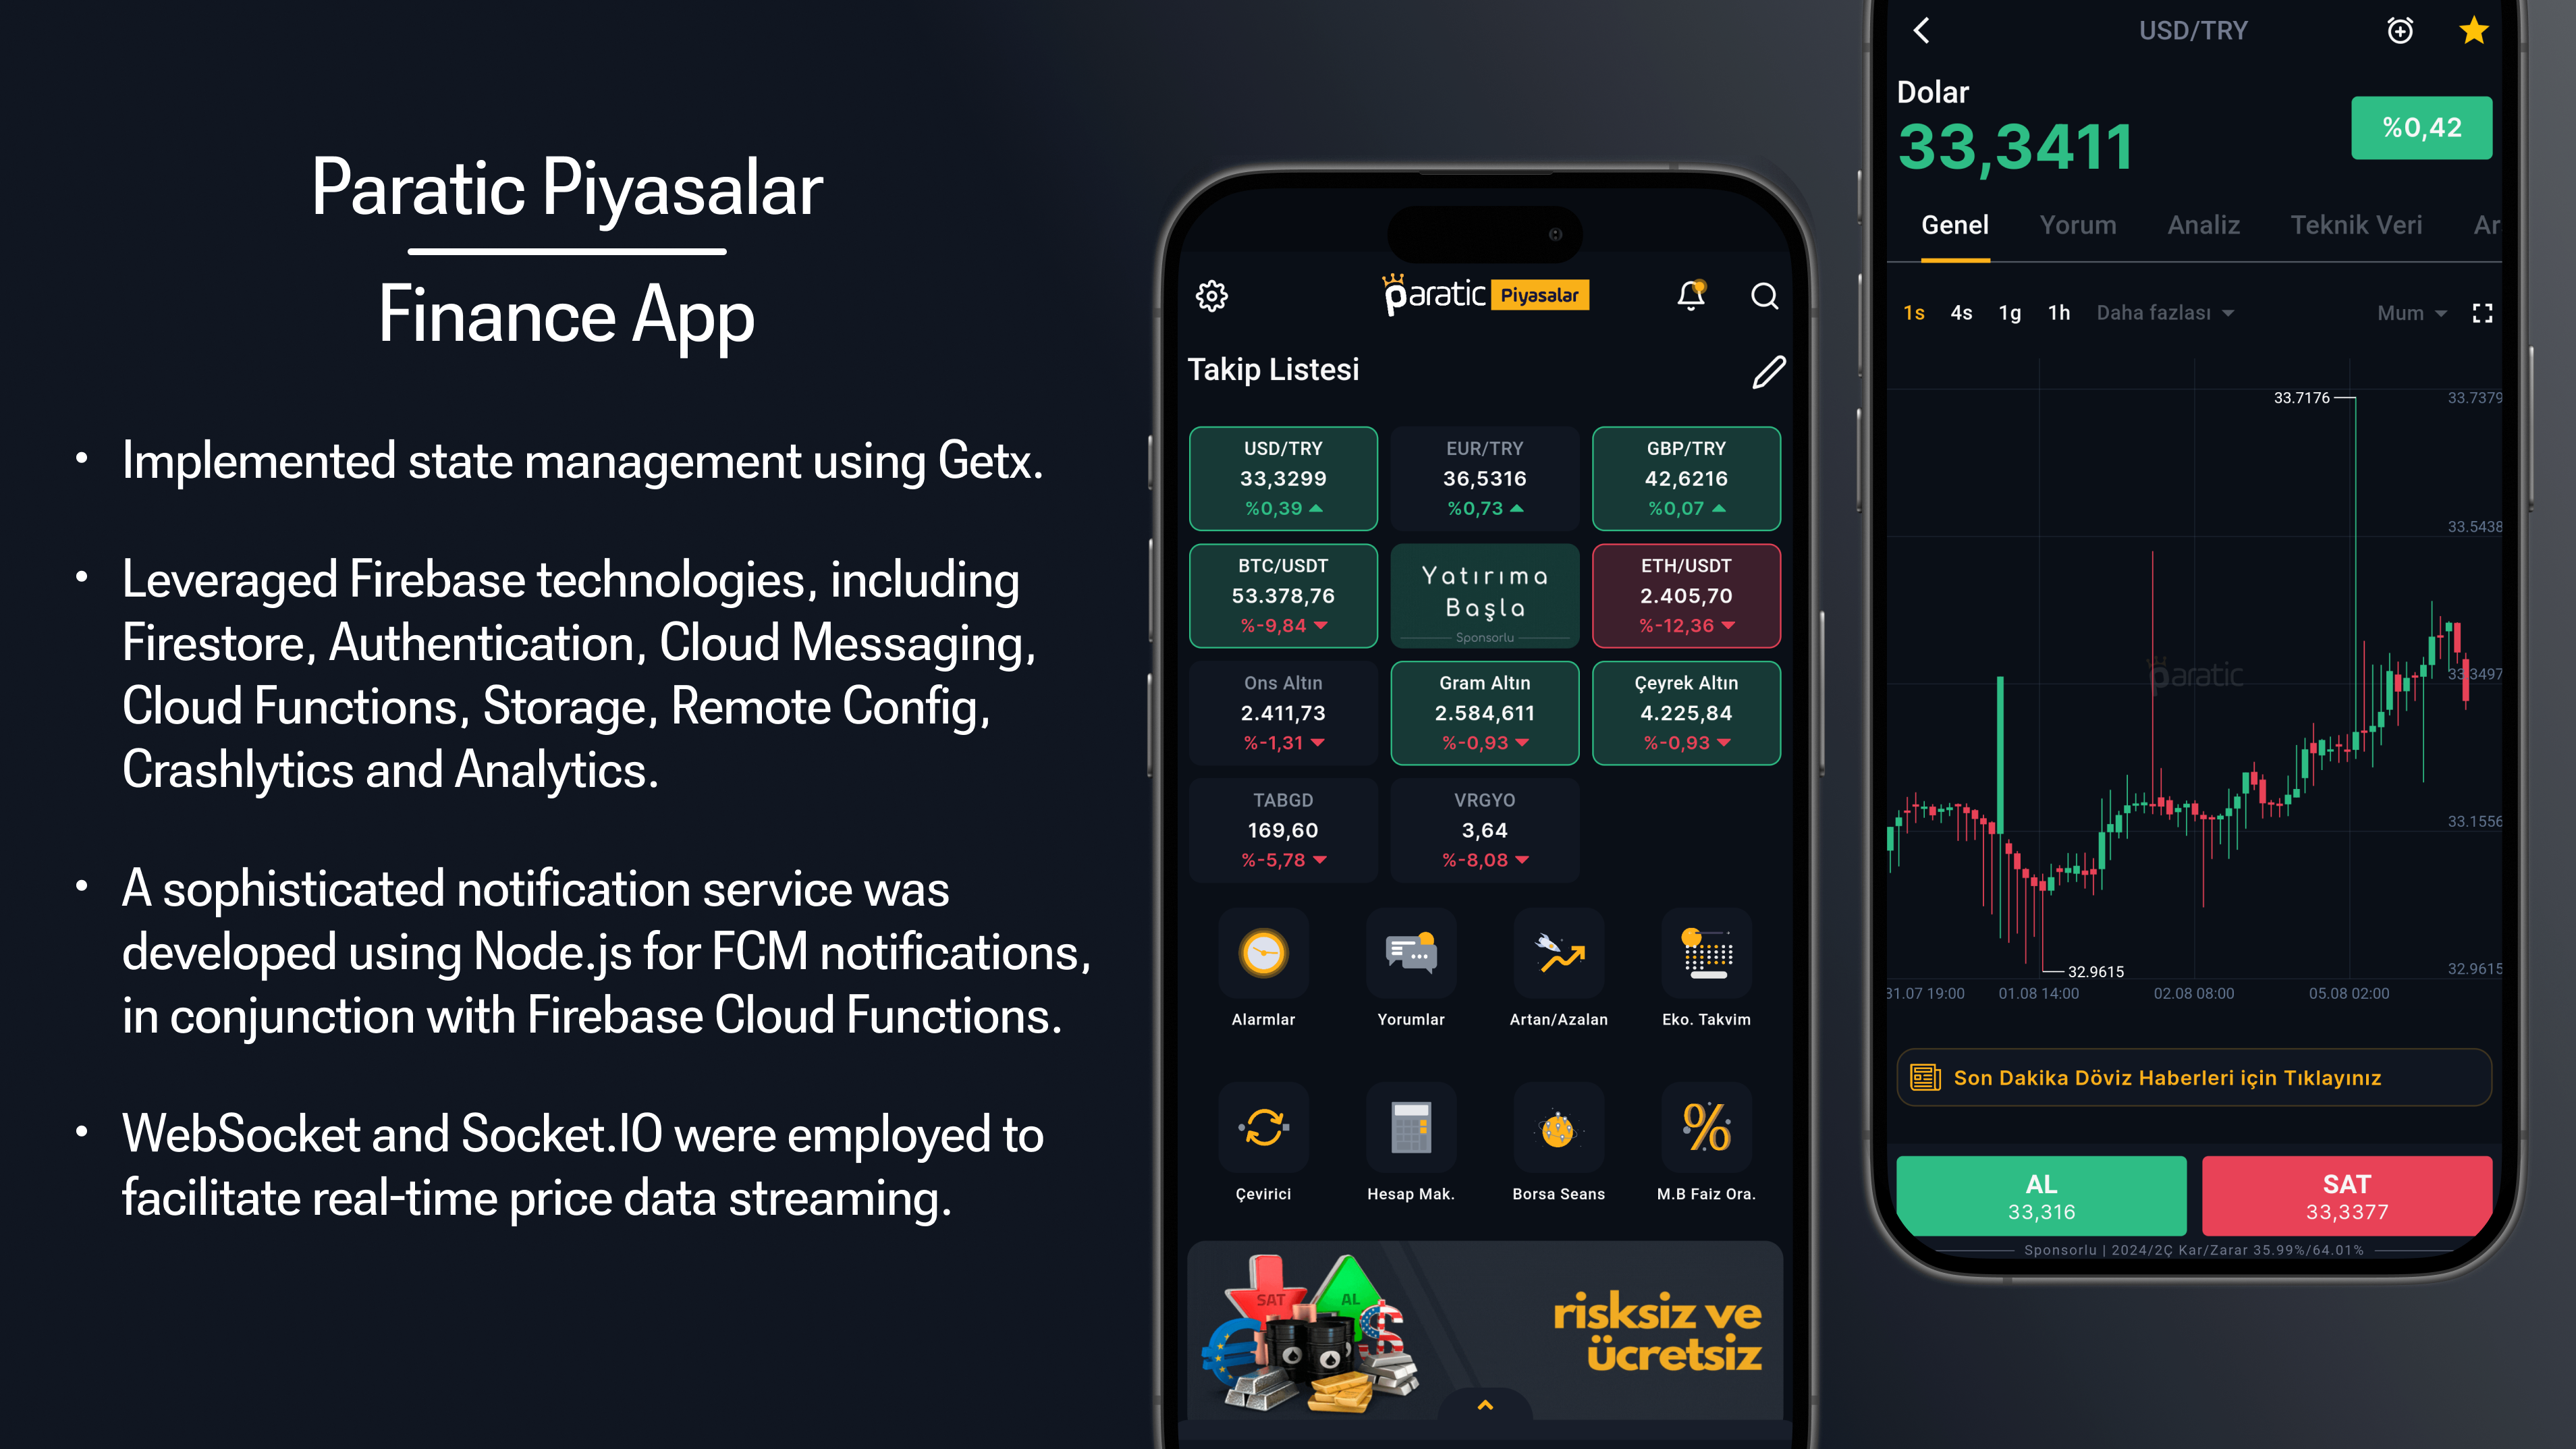 Paratic Piyasalar
Finance App
• Implemented state management using Getx.
• Leveraged Firebase technologies, including
Firestore, Authentication, Cloud Messaging,
Cloud Functions, Storage, Remote Config,
Crashlytics and Analytics.
• A sophisticated notification service was
developed using Node.js for FCM notifications,
in conjunction with Firebase Cloud Functions.
• WebSocket and Socket.IO were employed to
facilitate real-time price data streaming.
paratic Piyasalar
Takip Listesi
USD/TRY
33,3299
%0,39
EUR/TRY
36,5316
%0,73
GBP/TRY
42,6216
%0,07
BTC/USDT
53.378,76
%-9,84
Yatırıma
Başla
Sponsorlu
ETH/USDT
2.405,70
%-12,36
Ons Altın
2.411,73
%-1,31
Gram Altın
2.584,611
%-0,93
Çeyrek Altın
4.225,84
%-0,93
TABGD
169,60
%-5,78
VRGYO
3,64
%-8,08
Alarmlar
Yorumlar
Artan/Azalan
Eko. Takvim
Çevirici
Hesap Mak.
Borsa Seans
M.B Faiz Ora.
SAT
AL
risksiz ve
ücretsiz
USD/TRY
Dolar
33,3411
%0,42
Genel Yorum Analiz Teknik Veri Ar
1s 4s 1g 1h Daha fazlası Mum
33.7176
33.7379
33.5438
paratic
33.3497
33.1556
32.9615
32.9615
31.07 19:00 01.08 14:00 02.08 08:00 05.08 02:00
Son Dakika Döviz Haberleri için Tıklayınız
AL
33,316
SAT
33,3377
Sponsorlu | 2024/2Ç Kar/Zarar 35.99%/64.01%